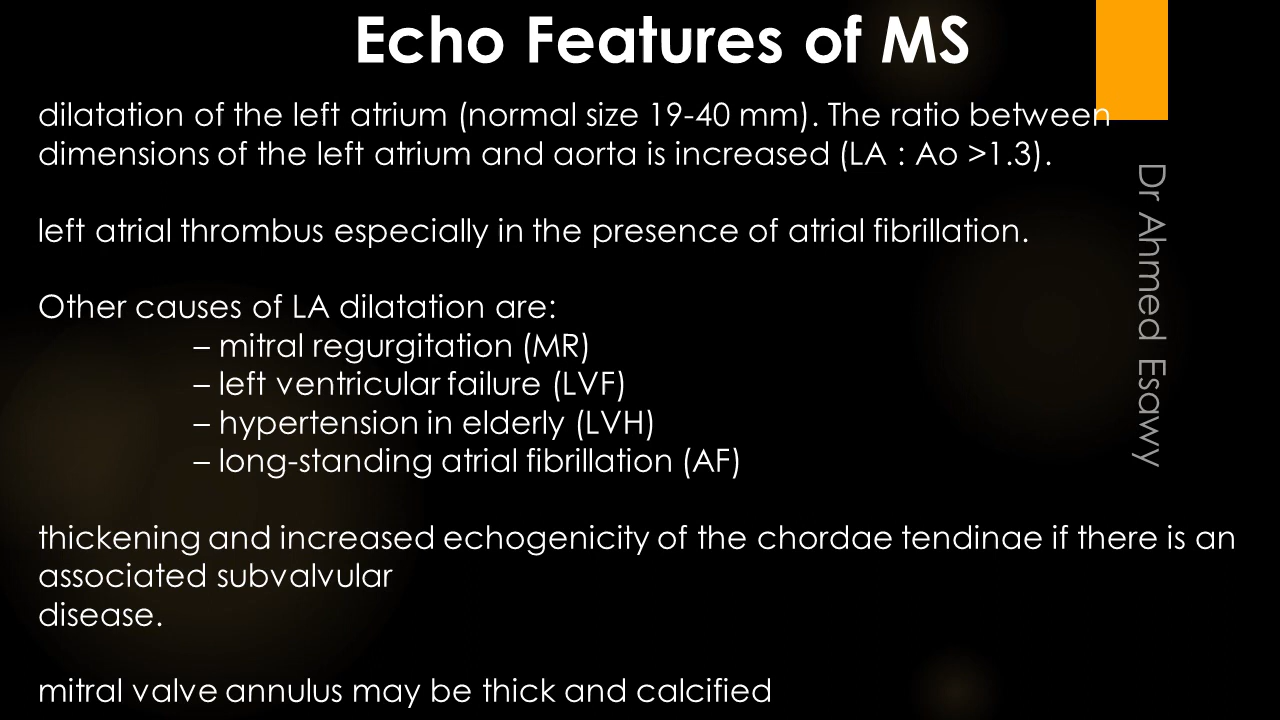 Echo Features of MS
dilatation of the left atrium (normal size 19-40 mm). The ratio between
dimensions of the left atrium and aorta is increased (LA : Ao >1.3).
left atrial thrombus especially in the presence of atrial fibrillation.
Other causes of LA dilatation are:
– mitral regurgitation (MR)
– left ventricular failure (LVF)
– hypertension in elderly (LVH)
– long-standing atrial fibrillation (AF)
thickening and increased echogenicity of the chordae tendinae if there is an
associated subvalvular
disease.
mitral valve annulus may be thick and calcified
Dr Ahmed Esawy